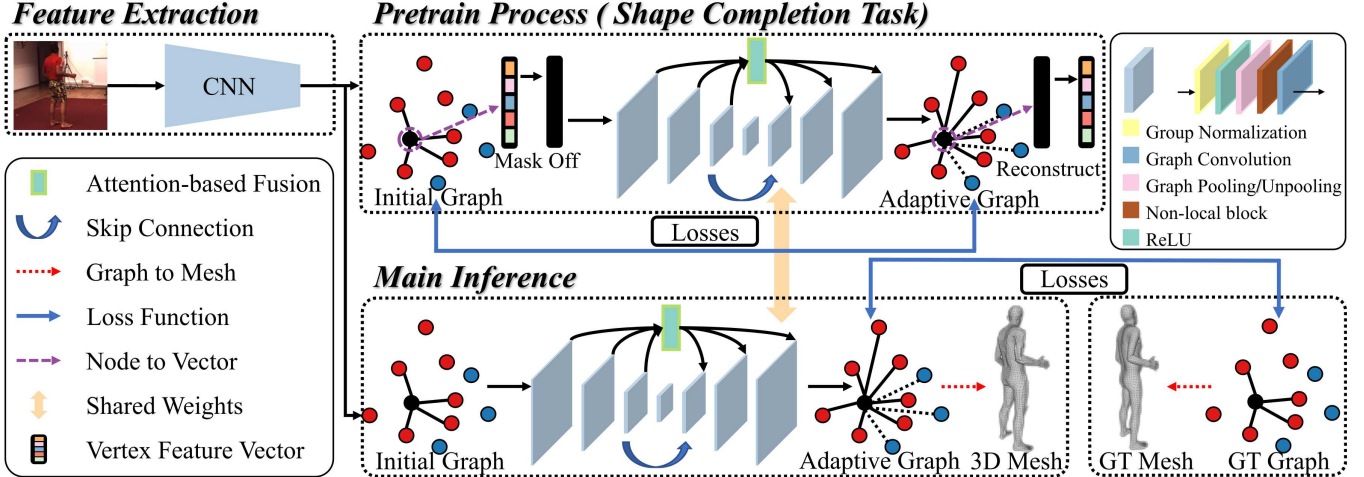 Feature Extraction
Pretrain Process ( Shape Completion Task)
CNN
Mask Off
Reconstruct
Initial Graph
Adaptive Graph
Group Normalization
Graph Convolution
Graph Pooling/Unpooling
Non-local block
ReLU
Attention-based Fusion
Skip Connection
Graph to Mesh
Loss Function
Node to Vector
Shared Weights
Vertex Feature Vector
Losses
Main Inference
Losses
Initial Graph
Adaptive Graph
3D Mesh
GT Mesh
GT Graph